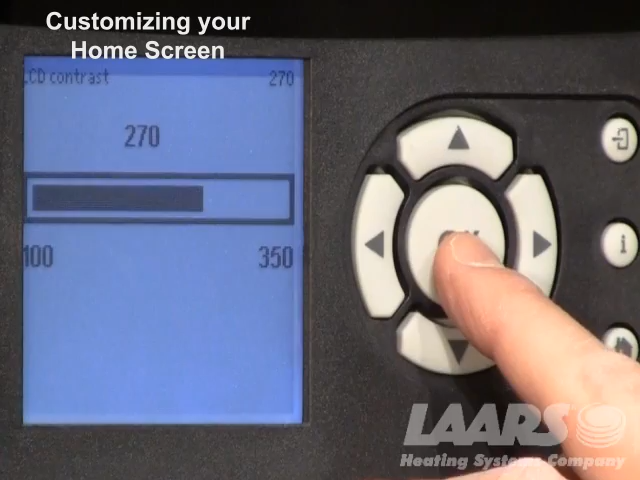 Customizing your
Home Screen
LCD contrast 270
270
100 350
i
LAARS
Heating Systems Company